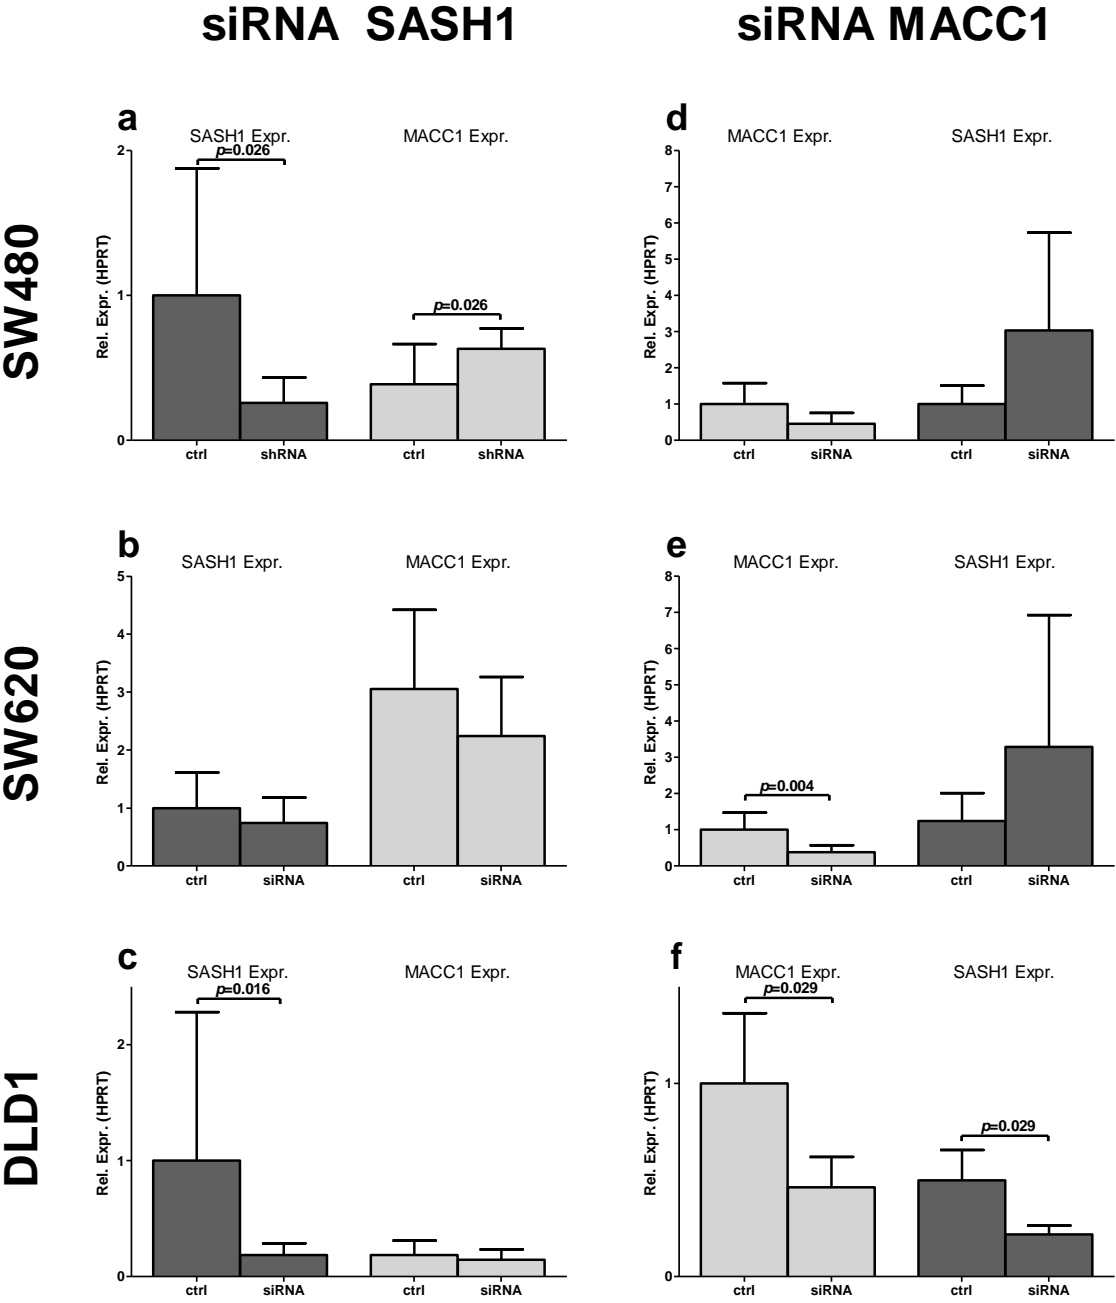 siRNA SASH1
siRNA MACC1
SW480
a
SASH1 Expr.
MACC1 Expr.
p=0.026
p=0.026
Rel. Expr. (HPRT)
2
1
0
ctrl
shRNA
ctrl
shRNA
d
MACC1 Expr.
SASH1 Expr.
Rel. Expr. (HPRT)
8
7
6
5
4
3
2
1
0
ctrl
siRNA
ctrl
siRNA
SW620
b
SASH1 Expr.
MACC1 Expr.
Rel. Expr. (HPRT)
5
4
3
2
1
0
ctrl
siRNA
ctrl
siRNA
e
MACC1 Expr.
SASH1 Expr.
p=0.004
Rel. Expr. (HPRT)
8
7
6
5
4
3
2
1
0
ctrl
siRNA
ctrl
siRNA
DLD1
c
SASH1 Expr.
MACC1 Expr.
p=0.016
Rel. Expr. (HPRT)
2
1
0
ctrl
siRNA
ctrl
siRNA
f
MACC1 Expr.
SASH1 Expr.
p=0.029
p=0.029
Rel. Expr. (HPRT)
1
0
ctrl
siRNA
ctrl
siRNA